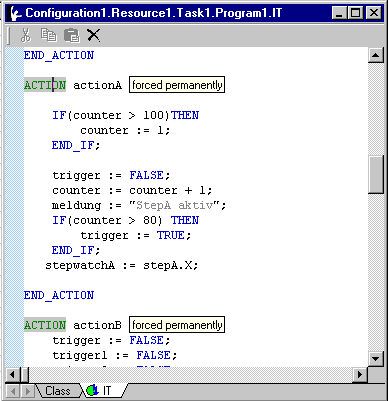 Configuration1.Resource1.Task1.Program1.IT
END_ACTION
ACTION actionA forced permanently
IF(counter > 100)THEN
counter := 1;
END_IF;
trigger := FALSE;
counter := counter + 1;
meldung := "StepA aktiv";
IF(counter > 80) THEN
trigger := TRUE;
END_IF;
stepwatchA := stepA.X;
END_ACTION
ACTION actionB forced permanently
trigger := FALSE;
trigger1 := FALSE;
Class IT